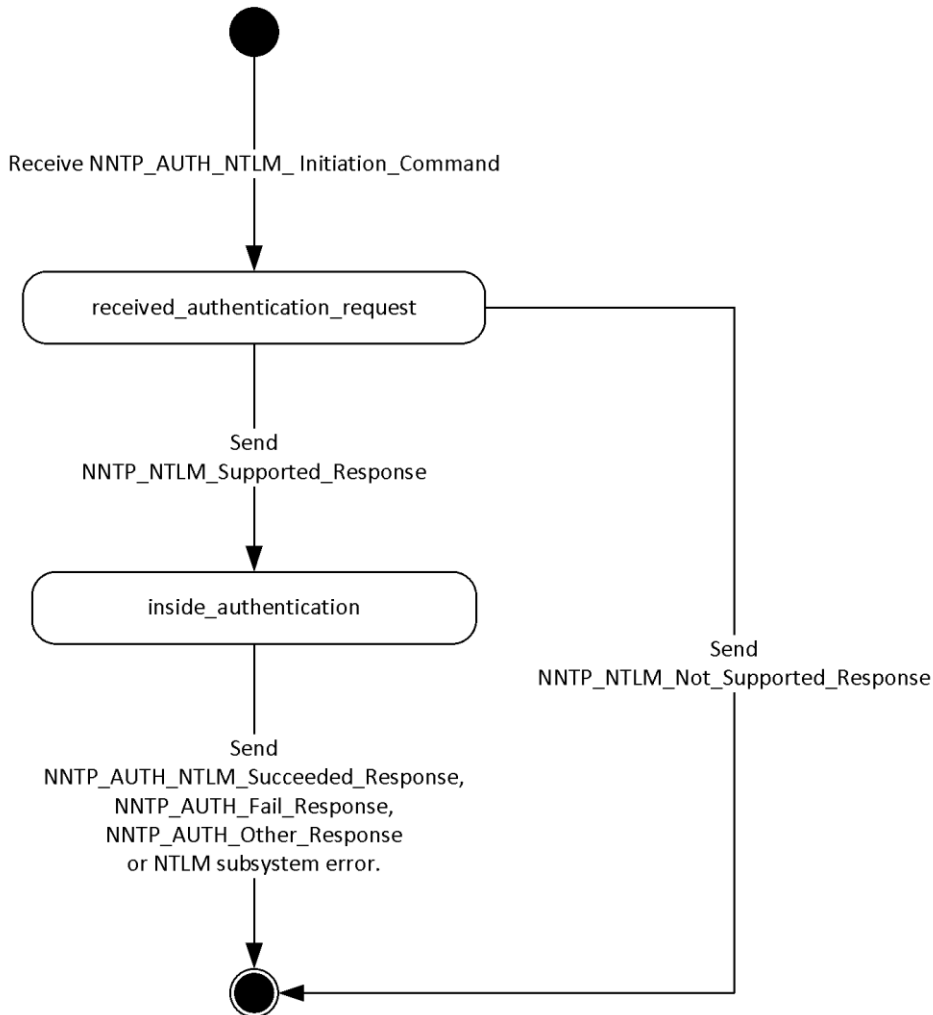 Receive NNTP_AUTH_NTLM_ Initiation_Command
received_authentication_request
Send
NNTP_NTLM_Supported_Response
inside_authentication
Send
NNTP_NTLM_Not_Supported_Response
Send
NNTP_AUTH_NTLM_Succeeded_Response,
NNTP_AUTH_Fail_Response,
NNTP_AUTH_Other_Response
or NTLM subsystem error.